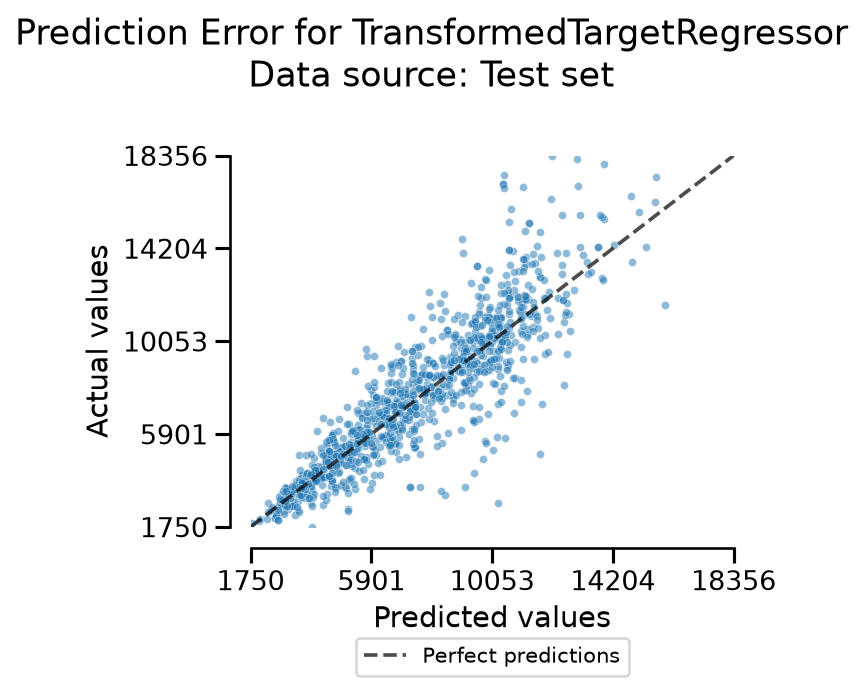 Prediction Error for TransformedTargetRegressor
Data source: Test set
18356
14204
10053
5901
1750
Actual values
1750 5901 10053 14204 18356
Predicted values
Perfect predictions